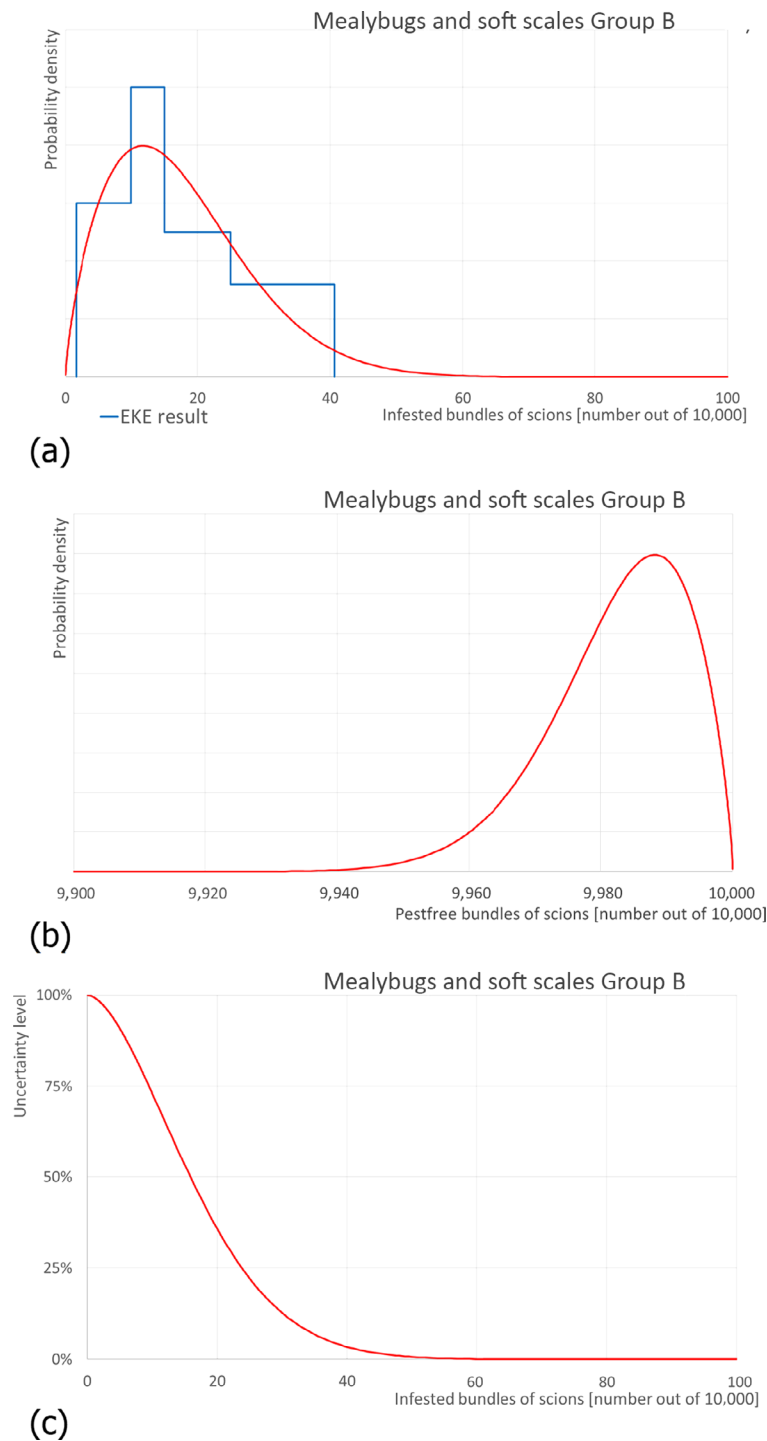 Mealybugs and soft scales Group B
,
Probability density
0 20 40 60 80 100
EKE result
Infested bundles of scions [number out of 10,000]
(a)
Mealybugs and soft scales Group B
Probability density
9,900 9,920 9,940 9,960 9,980 10,000
Pestfree bundles of scions [number out of 10,000]
(b)
Mealybugs and soft scales Group B
Uncertainty level
100%
75%
50%
25%
0%
0 20 40 60 80 100
Infested bundles of scions [number out of 10,000]
(c)